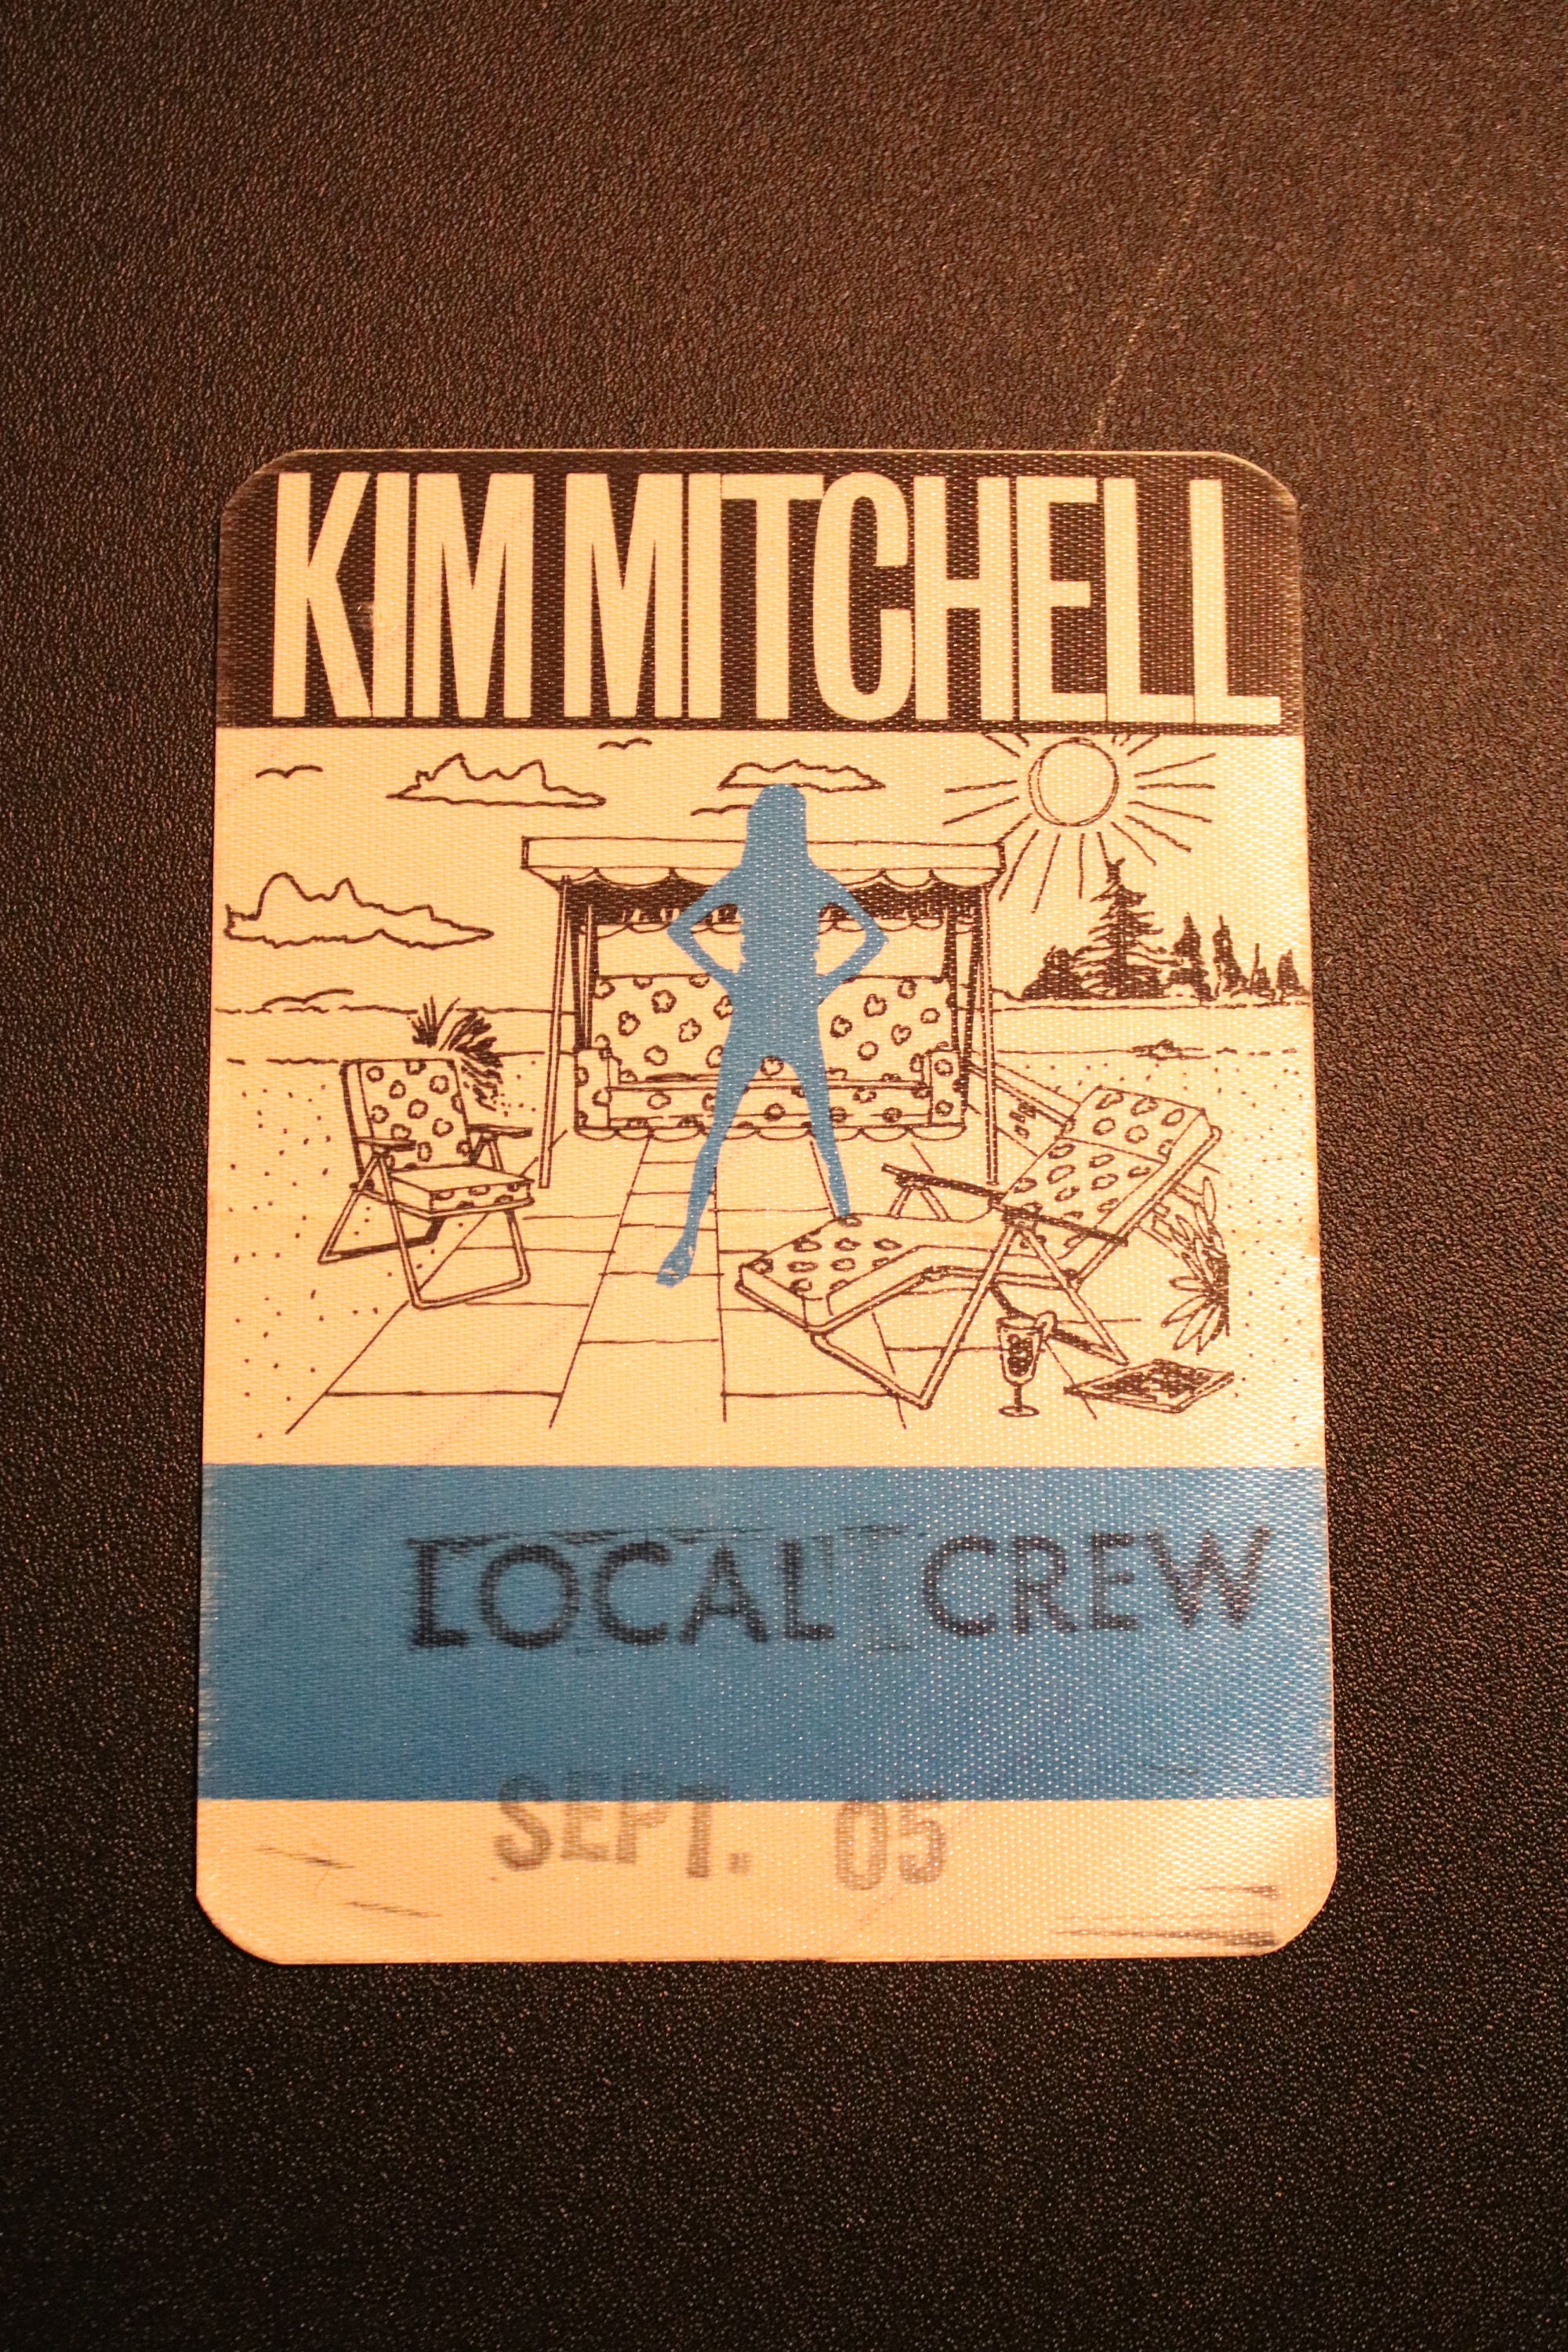 KIM MITCHELL
LOCAL CREW
SEPT. 05